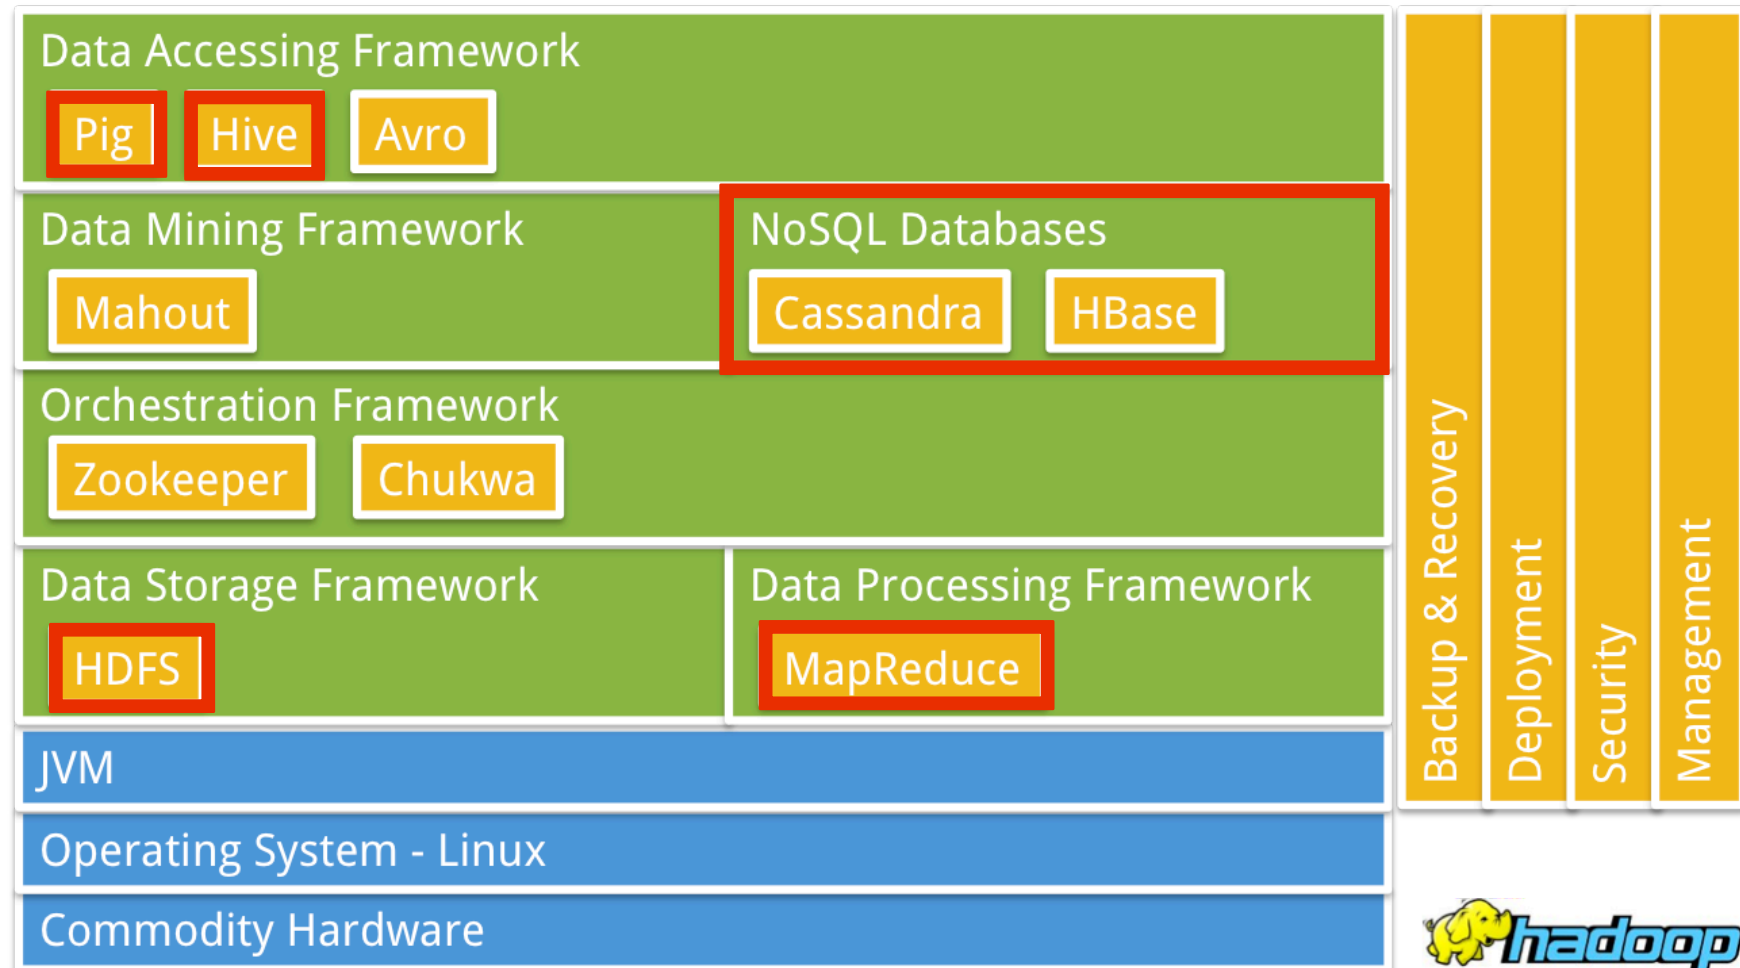 Data Accessing Framework
Pig Hive Avro
Data Mining Framework
Mahout
NoSQL Databases
Cassandra HBase
Orchestration Framework
Zookeeper Chukwa
Data Storage Framework
HDFS
Data Processing Framework
MapReduce
JVM
Operating System - Linux
Commodity Hardware
Backup & Recovery
Deployment
Security
Management
hadoop